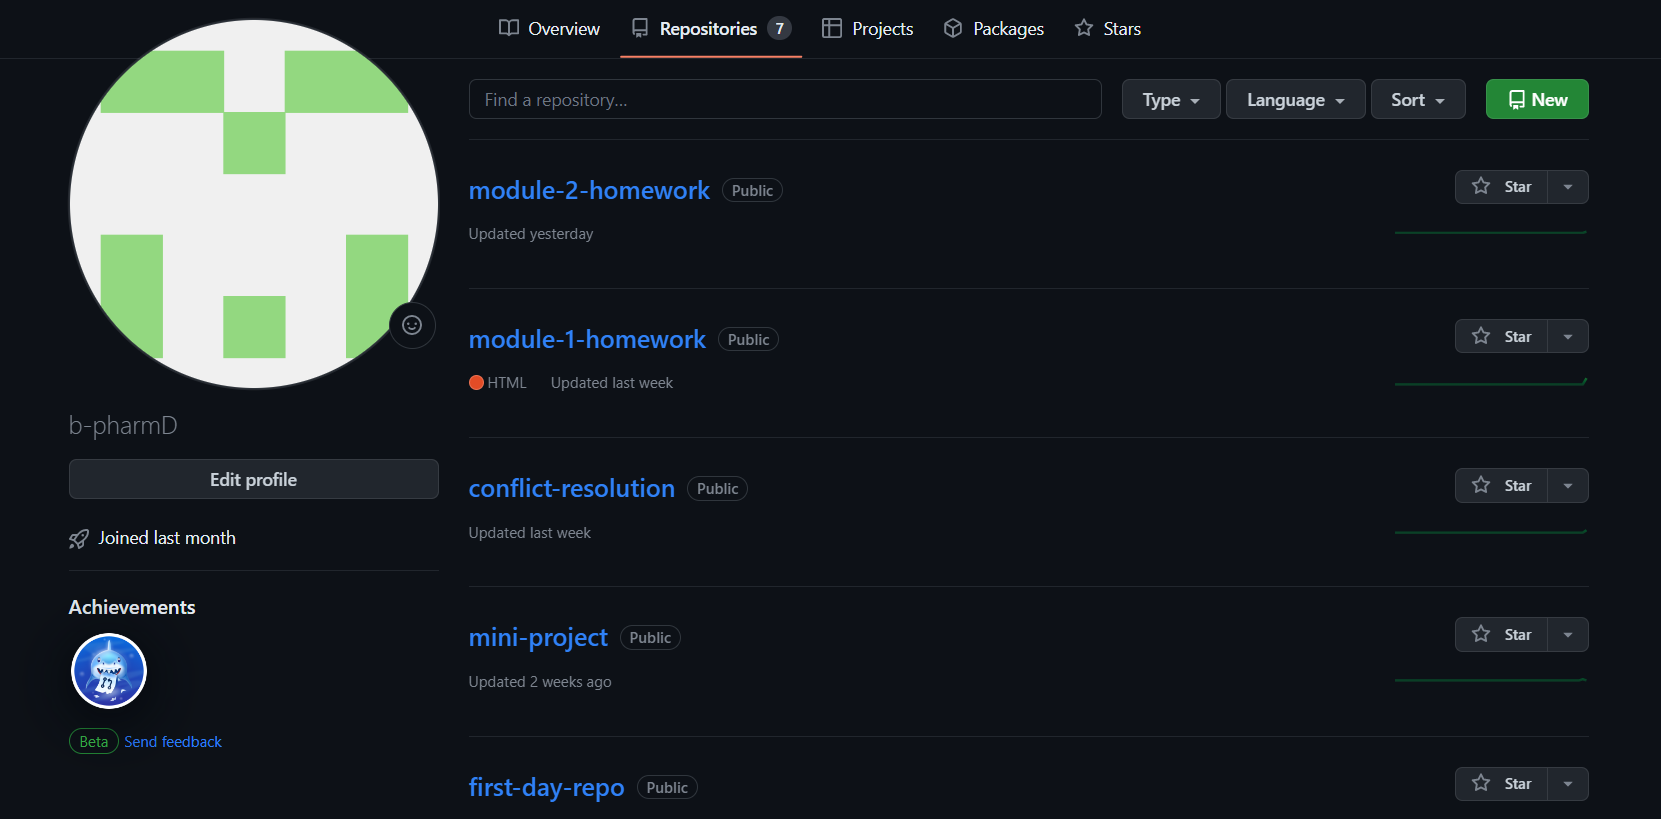 Overview Repositories 7 Projects Packages Stars
Find a repository... Type Language Sort New
module-2-homework Public Star
Updated yesterday
module-1-homework Public Star
HTML Updated last week
b-pharmD
Edit profile
conflict-resolution Public Star
Updated last week
Joined last month
Achievements
mini-project Public Star
Updated 2 weeks ago
Beta Send feedback
first-day-repo Public Star